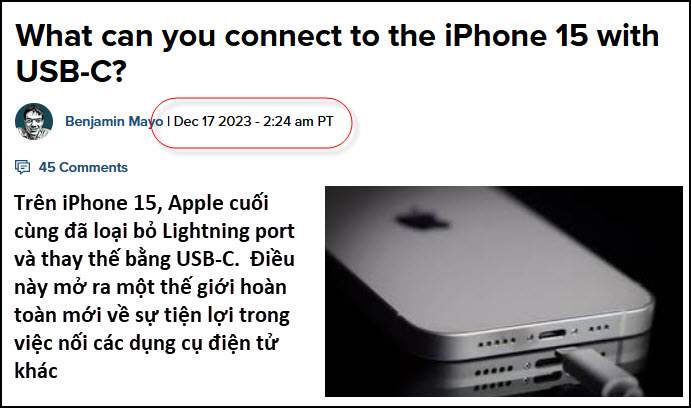 What can you connect to the iPhone 15 with
USB-C?
Benjamin Mayo | Dec 17 2023 - 2:24 am PT
45 Comments
Trên iPhone 15, Apple cuối
cùng đã loại bỏ Lightning port
và thay thế bằng USB-C.  Điều
này mở ra một thế giới hoàn
toàn mới về sự tiện lợi trong
việc nối các dụng cụ điện tử
khác